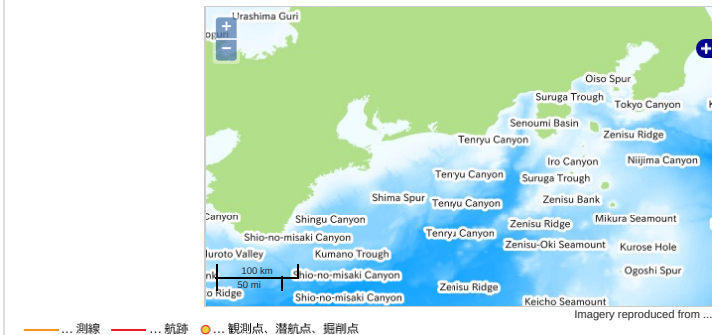 Urashima Guri
oguri
+
−
+
Oiso Spur
Suruga Trough
Tokyo Canyon
K
Senoumi Basin
Zenisu Ridge
Tenryu Canyon
Iro Canyon
Niijima Canyon
Tenryu Canyon
Suruga Trough
Shima Spur
Tenryu Canyon
Zenisu Bank
Canyon
Shingu Canyon
Zenisu Ridge
Mikura Seamount
Shio-no-misaki Canyon
Tenryu Canyon
Zenisu-Oki Seamount
Kurose Hole
uroto Valley
Kumano Trough
100 km
Shio-no-misaki Canyon
Ogoshi Spur
50 mi
Zenisu Ridge
o Ridge
Shio-no-misaki Canyon
Keicho Seamount
Imagery reproduced from ...
... 測線 ... 航跡 ... 観測点、潜航点、掘削点